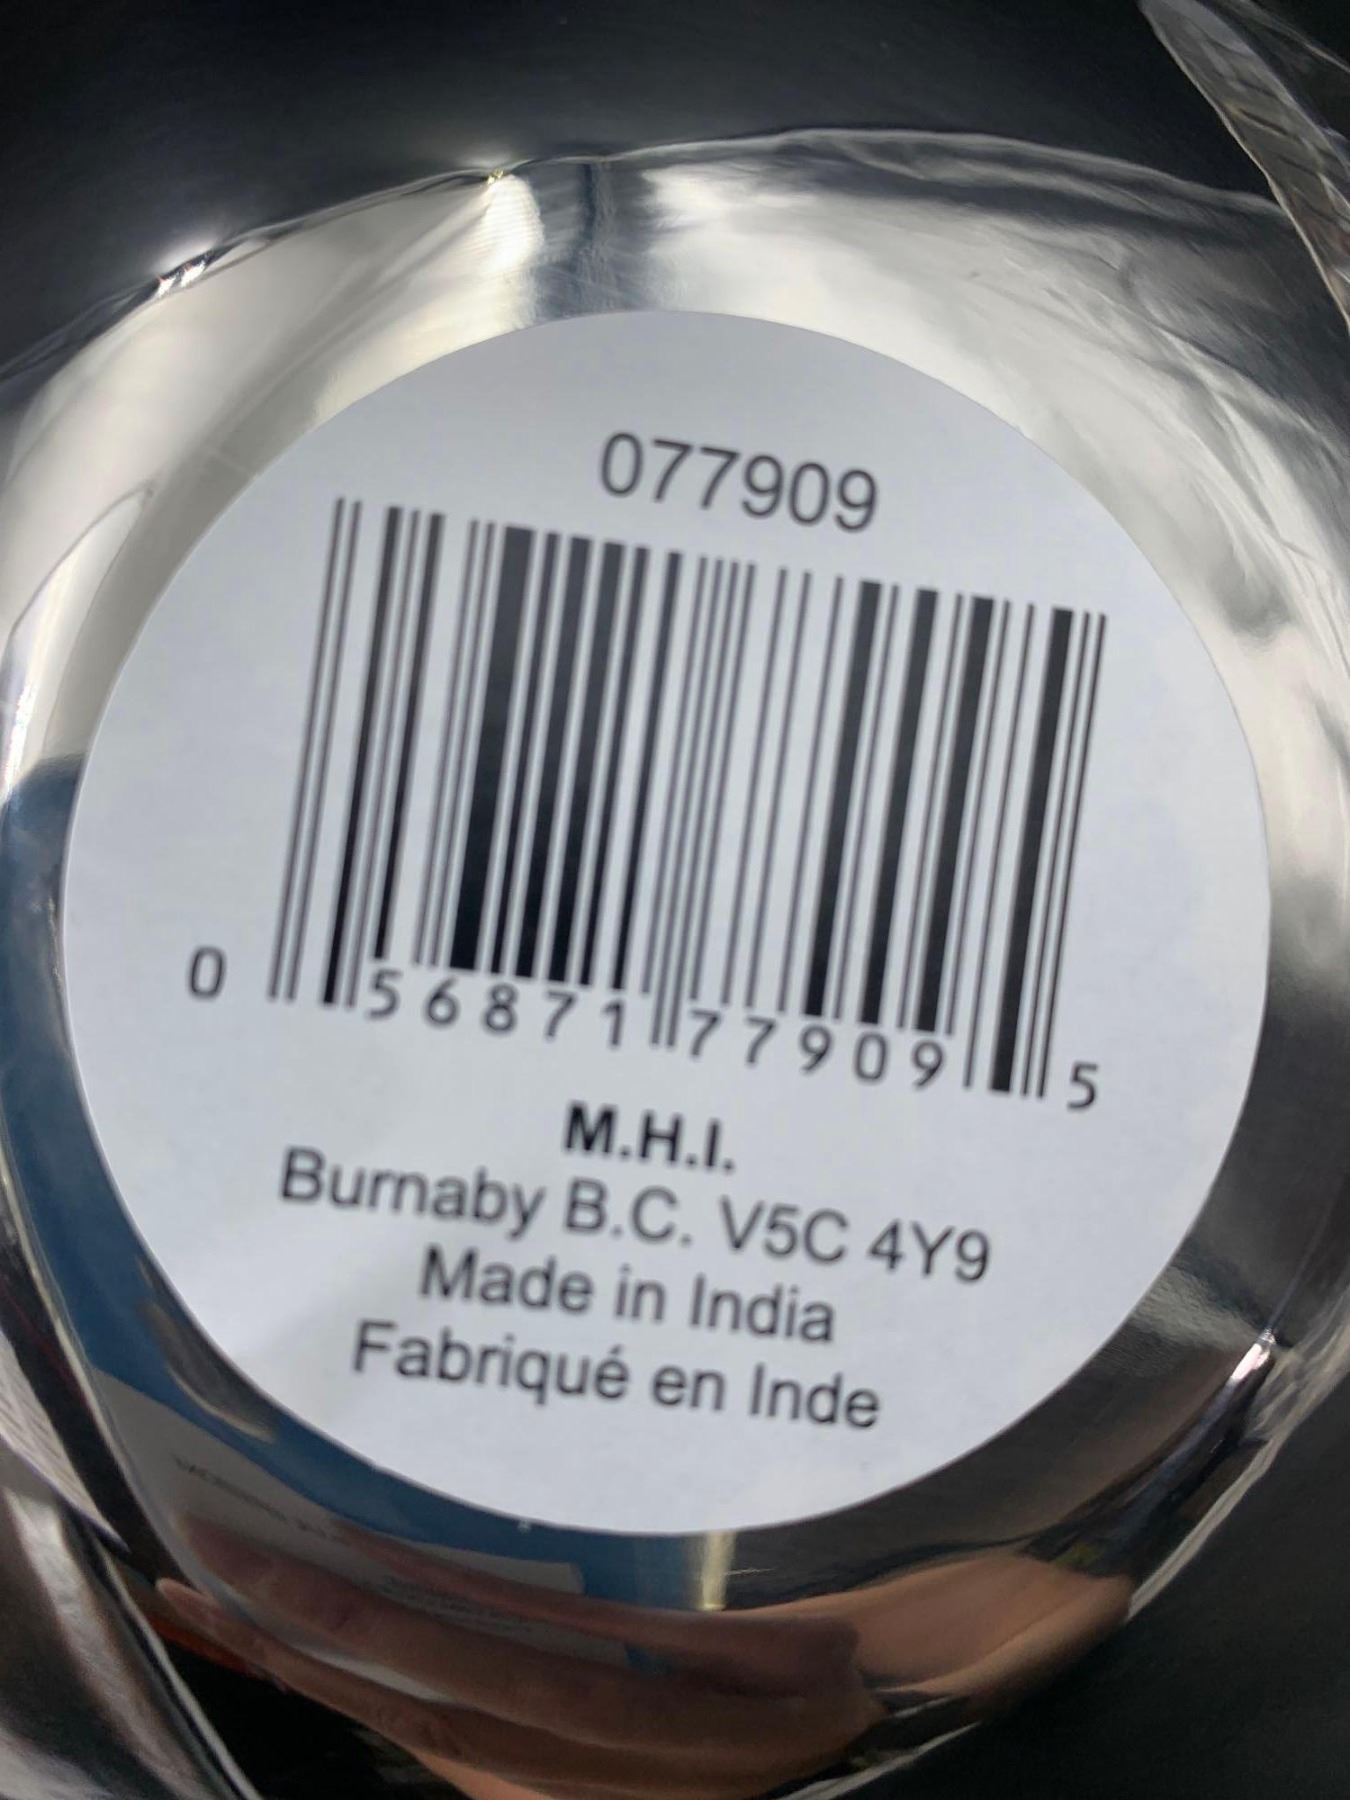 077909
0 56871 77909 5
M.H.I.
Burnaby B.C. V5C 4Y9
Made in India
Fabriqué en Inde